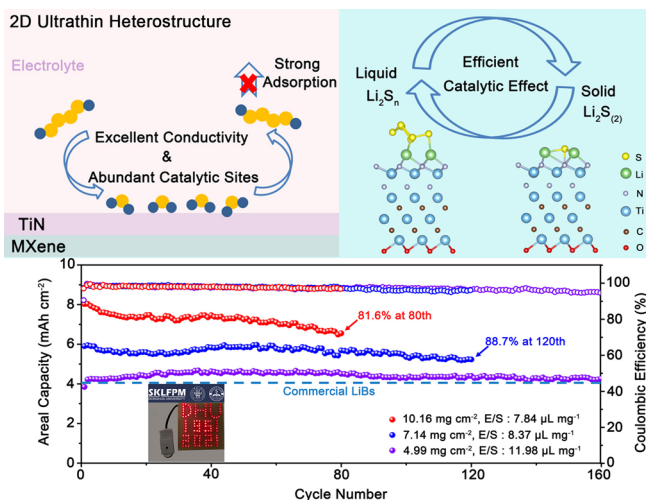 2D Ultrathin Heterostructure
Electrolyte
Strong
Adsorption
Excellent Conductivity
&
Abundant Catalytic Sites
TiN
MXene
Efficient
Catalytic Effect
Liquid
Li₂Sₙ
Solid
Li₂S₍₂₎
S
Li
N
Ti
C
O
Areal Capacity (mAh cm⁻²)
10
8
6
4
2
0
81.6% at 80th
88.7% at 120th
Commercial LiBs
SKLFPM
DHU
1951
2021
10.16 mg cm⁻², E/S : 7.84 μL mg⁻¹
7.14 mg cm⁻², E/S : 8.37 μL mg⁻¹
4.99 mg cm⁻², E/S : 11.98 μL mg⁻¹
0 40 80 120 160
Cycle Number
100
80
60
40
20
0
Coulombic Efficiency (%)